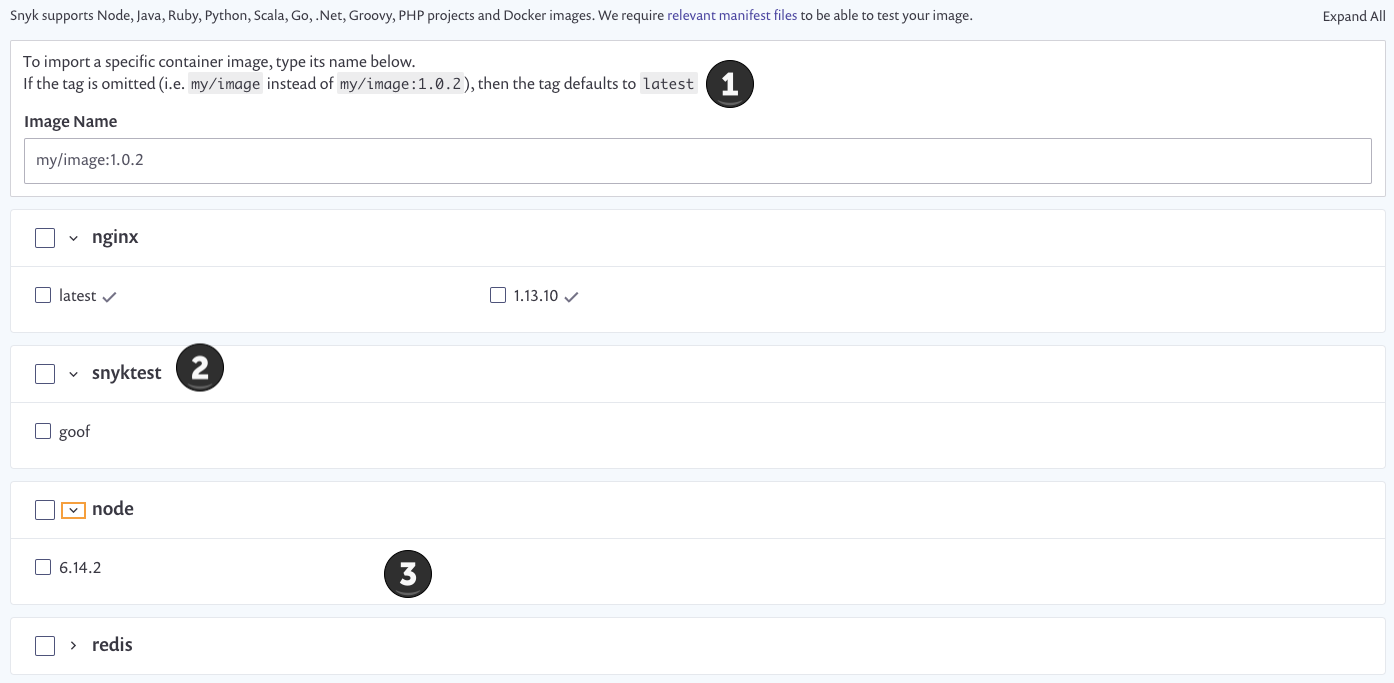 Snyk supports Node, Java, Ruby, Python, Scala, Go, .Net, Groovy, PHP projects and Docker images. We require relevant manifest files to be able to test your image.
Expand All
To import a specific container image, type its name below.
If the tag is omitted (i.e. my/image instead of my/image:1.0.2), then the tag defaults to latest
1
Image Name
my/image:1.0.2
nginx
latest
1.13.10
snyktest
2
goof
node
6.14.2
3
redis